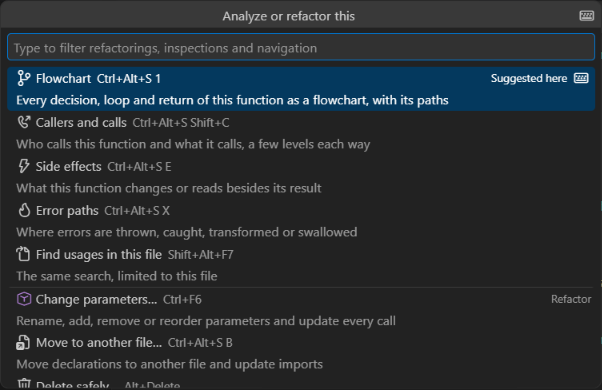 Analyze or refactor this
Type to filter refactorings, inspections and navigation
Flowchart Ctrl+Alt+S 1 Suggested here
Every decision, loop and return of this function as a flowchart, with its paths
Callers and calls Ctrl+Alt+S Shift+C
Who calls this function and what it calls, a few levels each way
Side effects Ctrl+Alt+S E
What this function changes or reads besides its result
Error paths Ctrl+Alt+S X
Where errors are thrown, caught, transformed or swallowed
Find usages in this file Shift+Alt+F7
The same search, limited to this file
Change parameters... Ctrl+F6 Refactor
Rename, add, remove or reorder parameters and update every call
Move to another file... Ctrl+Alt+S B
Move declarations to another file and update imports
Delete safely... Alt+Delete